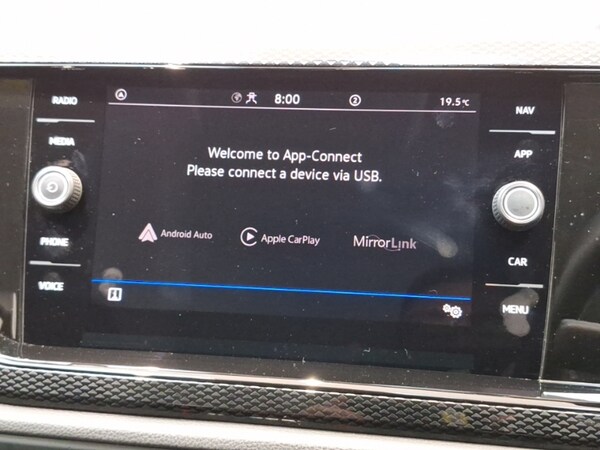 RADIO
MEDIA
PHONE
VOICE
A
8:00
2
19.5°C
Welcome to App-Connect
Please connect a device via USB.
Android Auto
Apple CarPlay
MirrorLink
NAV
APP
CAR
MENU